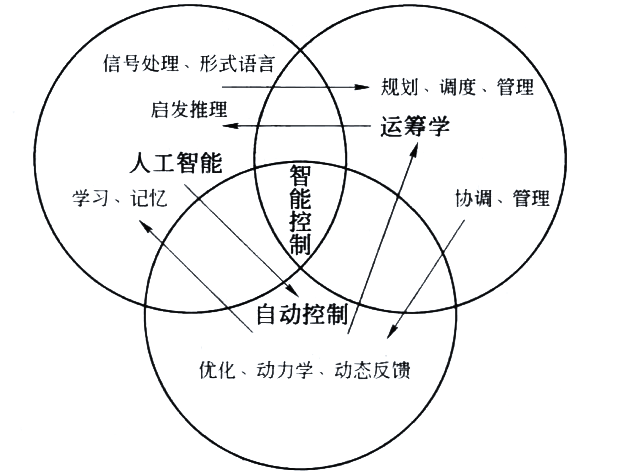 信号处理、形式语言
规划、调度、管理
启发推理
运筹学
人工智能
智能控制
学习、记忆
协调、管理
自动控制
优化、动力学、动态反馈